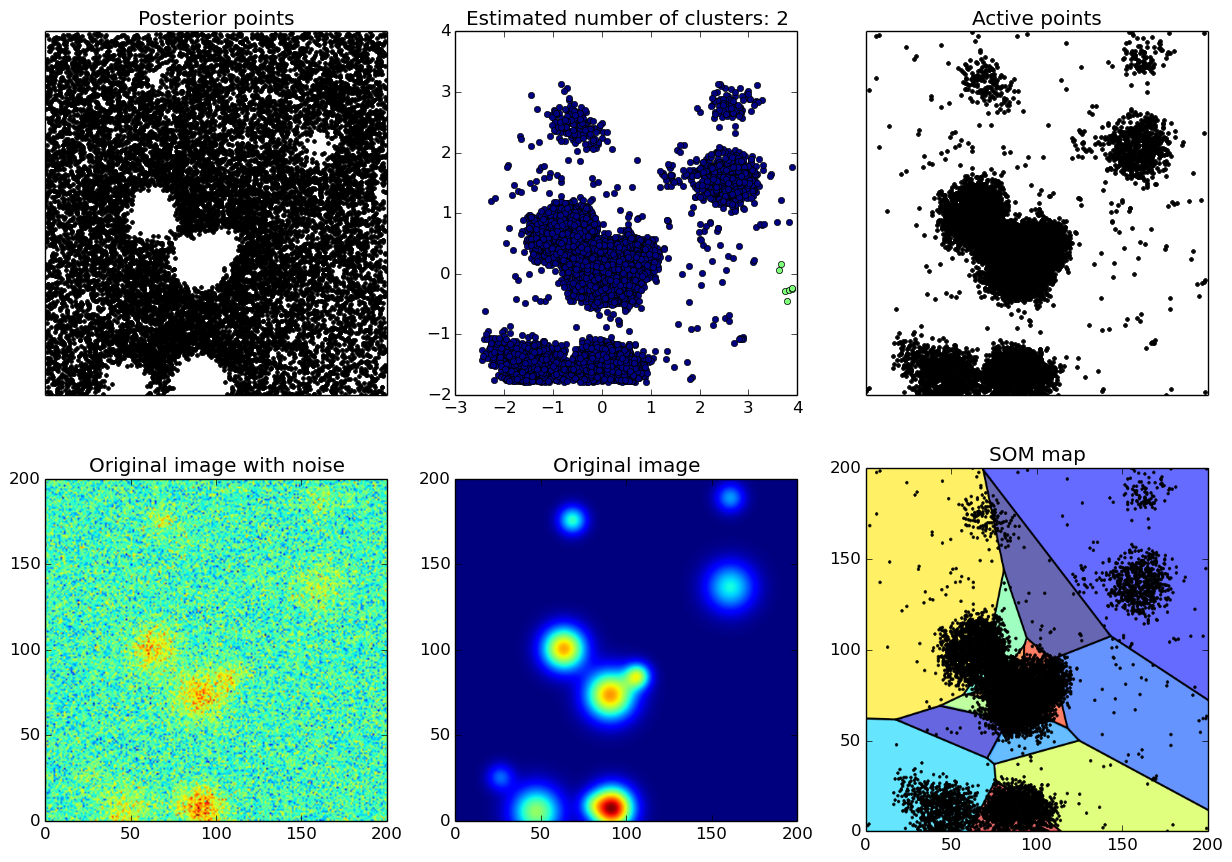 Posterior points
Estimated number of clusters: 2
Active points
4
3
2
1
0
−1
−2
−3 −2 −1 0 1 2 3 4
Original image with noise
Original image
SOM map
200
150
100
50
0
0 50 100 150 200
200
150
100
50
0
0 50 100 150 200
200
150
100
50
0
0 50 100 150 200